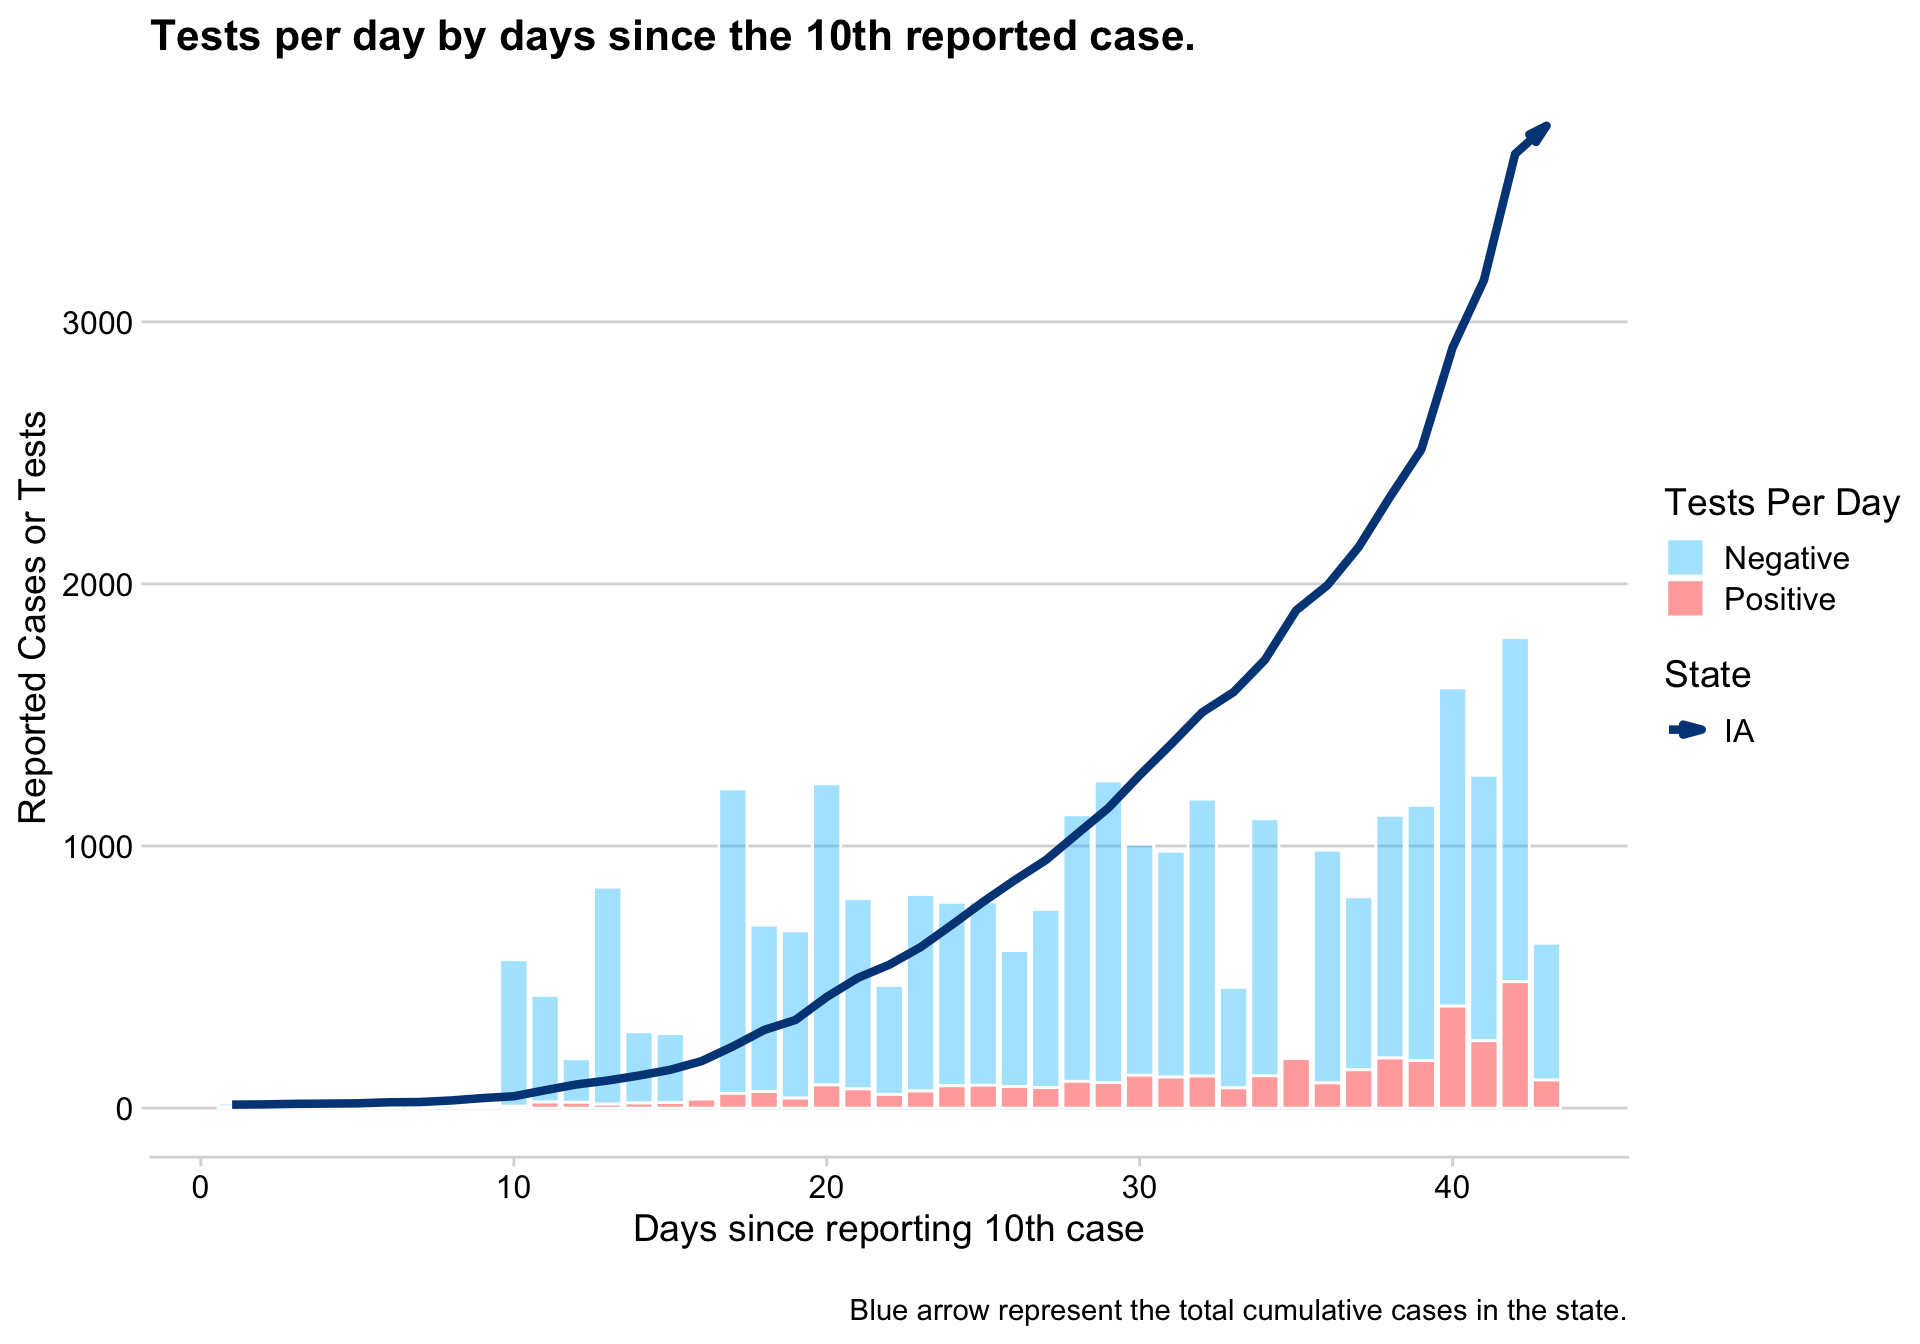 Tests per day by days since the 10th reported case.
Reported Cases or Tests
3000
2000
1000
0
0
10
20
30
40
Days since reporting 10th case
Tests Per Day
Negative
Positive
State
IA
Blue arrow represent the total cumulative cases in the state.